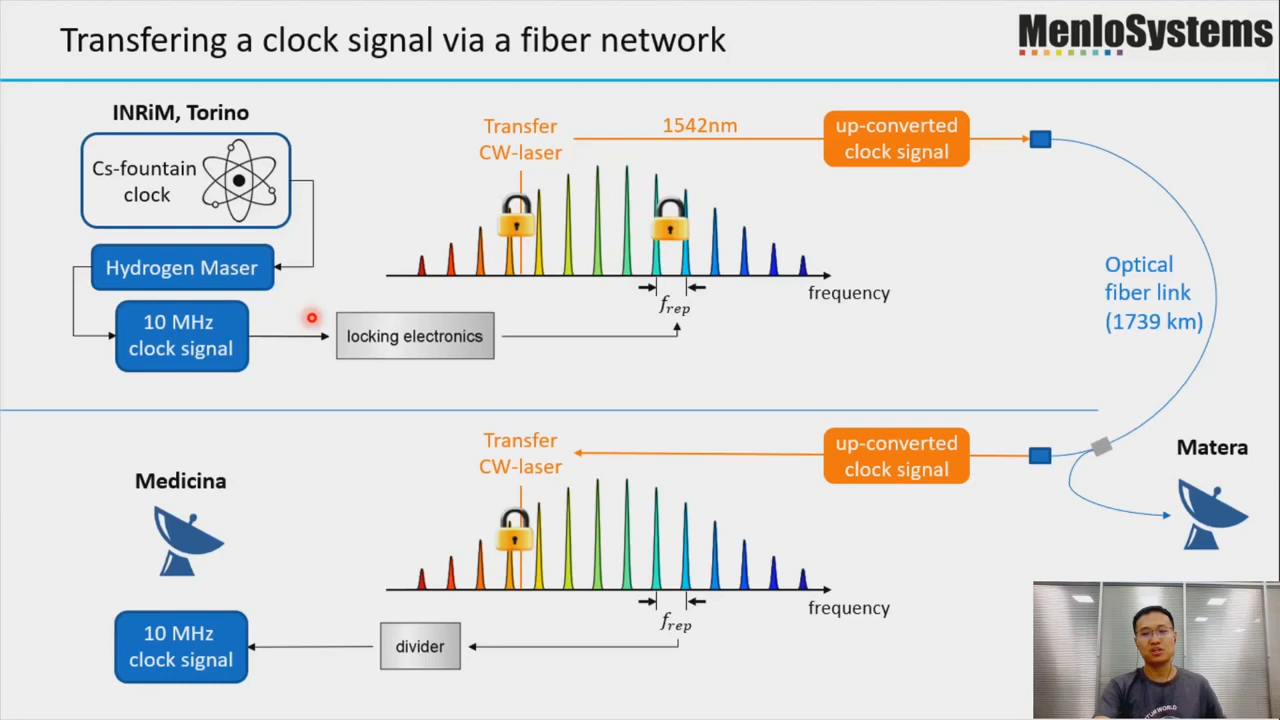 Transfering a clock signal via a fiber network
MenloSystems
INRiM, Torino
Cs-fountain
clock
Hydrogen Maser
10 MHz
clock signal
locking electronics
Transfer
CW-laser
1542nm
up-converted
clock signal
frequency
f_rep
Optical
fiber link
(1739 km)
Medicina
Transfer
CW-laser
up-converted
clock signal
Matera
frequency
f_rep
divider
10 MHz
clock signal